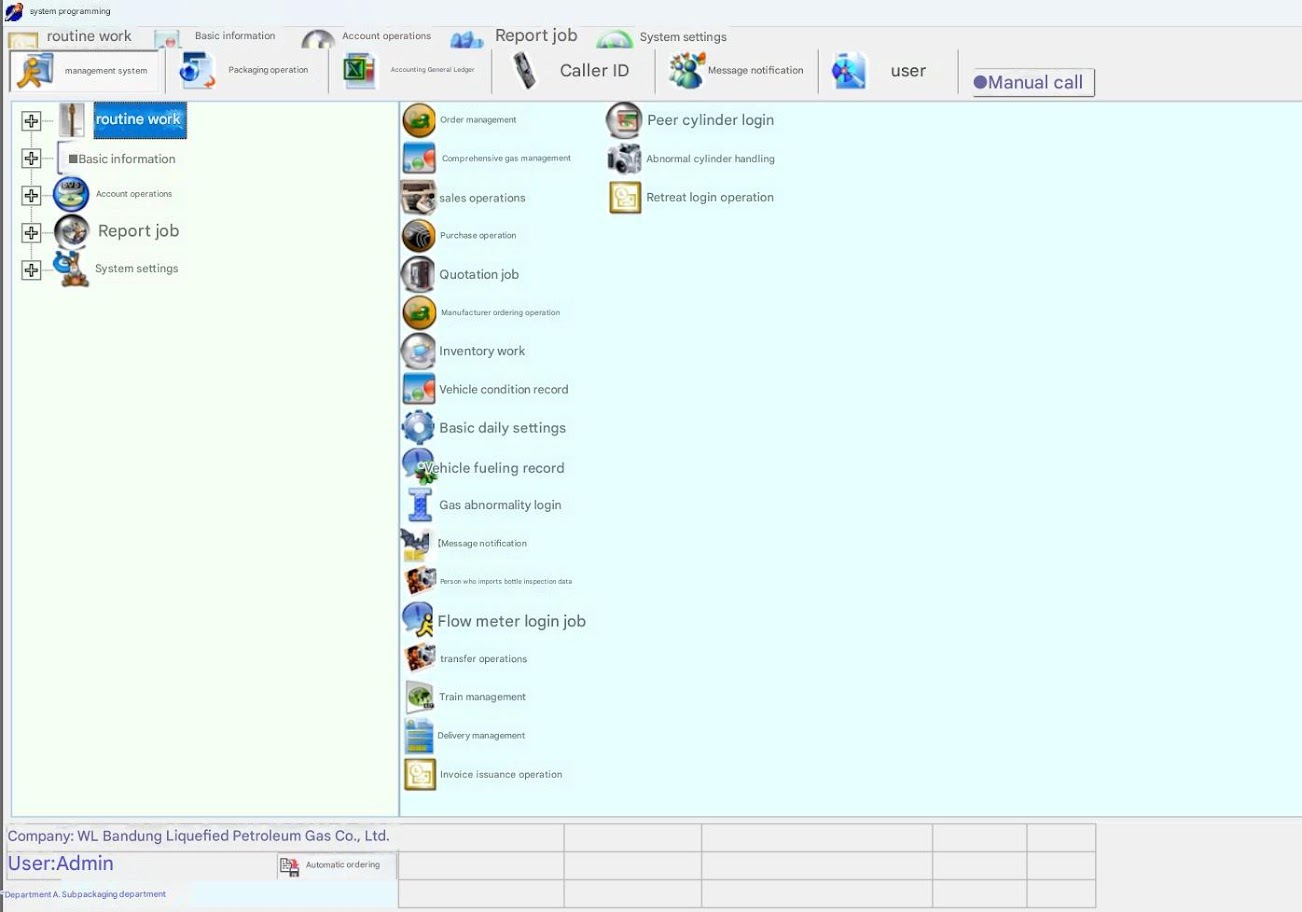 system programming
routine work
Basic information
Account operations
Report job
System settings
management system
Packaging operation
Accounting General Ledger
Caller ID
Message notification
user
●Manual call
routine work
■Basic information
Account operations
Report job
System settings
Order management
Comprehensive gas management
sales operations
Purchase operation
Quotation job
Manufacturer ordering operation
Inventory work
Vehicle condition record
Basic daily settings
Vehicle fueling record
Gas abnormality login
[Message notification
Person who imports bottle inspection data
Flow meter login job
transfer operations
Train management
Delivery management
Invoice issuance operation
Peer cylinder login
Abnormal cylinder handling
Retreat login operation
Company: WL Bandung Liquefied Petroleum Gas Co., Ltd.
User:Admin
Automatic ordering
Department A. Subpackaging department